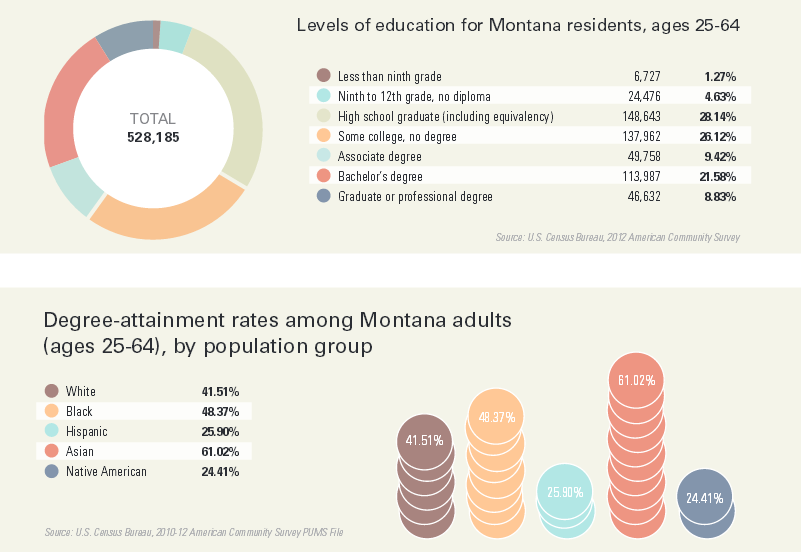 Levels of education for Montana residents, ages 25-64
TOTAL
528,185
Less than ninth grade 6,727 1.27%
Ninth to 12th grade, no diploma 24,476 4.63%
High school graduate (including equivalency) 148,643 28.14%
Some college, no degree 137,962 26.12%
Associate degree 49,758 9.42%
Bachelor's degree 113,987 21.58%
Graduate or professional degree 46,632 8.83%
Source: U.S. Census Bureau, 2012 American Community Survey
Degree-attainment rates among Montana adults
(ages 25-64), by population group
White 41.51%
Black 48.37%
Hispanic 25.90%
Asian 61.02%
Native American 24.41%
41.51%
48.37%
25.90%
61.02%
24.41%
Source: U.S. Census Bureau, 2010-12 American Community Survey PUMS File